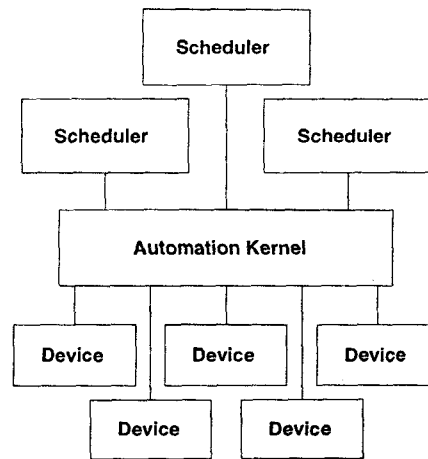 Scheduler
Scheduler
Scheduler
Automation Kernel
Device
Device
Device
Device
Device